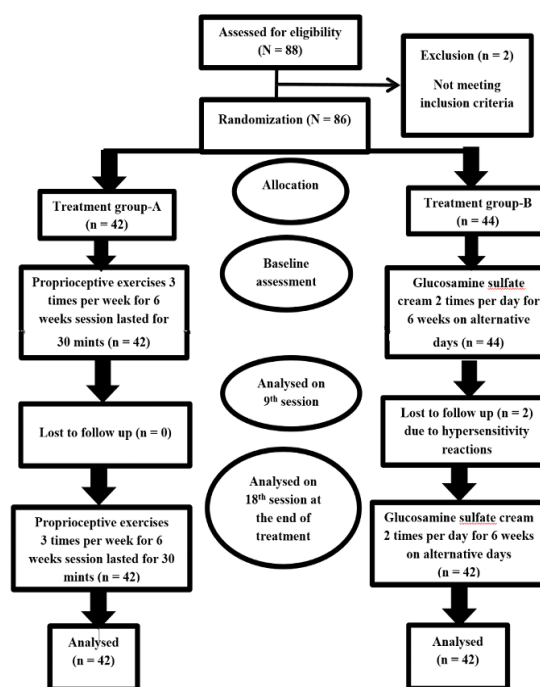 Assessed for eligibility
(N = 88)
Exclusion (n = 2)
Not meeting
inclusion criteria
Randomization (N = 86)
Allocation
Treatment group-A
(n = 42)
Treatment group-B
(n = 44)
Baseline
assessment
Proprioceptive exercises 3
times per week for 6
weeks session lasted for
30 mints (n = 42)
Glucosamine sulfate
cream 2 times per day for
6 weeks on alternative
days (n = 44)
Analysed on
9th session
Lost to follow up (n = 0)
Lost to follow up (n = 2)
due to hypersensitivity
reactions
Analysed on
18th session at
the end of
treatment
Proprioceptive exercises
3 times per week for 6
weeks session lasted for 30
mints (n = 42)
Glucosamine sulfate cream
2 times per day for 6 weeks
on alternative days
(n = 42)
Analysed
(n = 42)
Analysed
(n = 42)